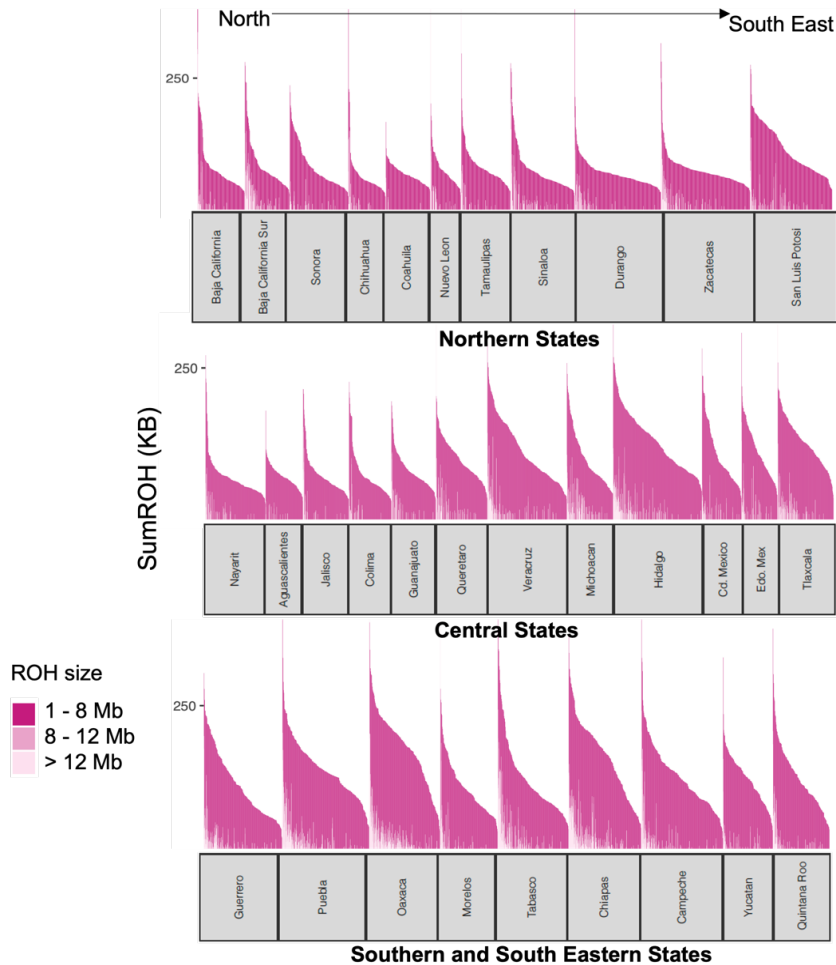 North
South East
250
Baja California
Baja California Sur
Sonora
Chihuahua
Coahuila
Nuevo Leon
Tamaulipas
Sinaloa
Durango
Zacatecas
San Luis Potosi
Northern States
SumROH (KB)
250
Nayarit
Aguascalientes
Jalisco
Colima
Guanajuato
Queretaro
Veracruz
Michoacan
Hidalgo
Cd. Mexico
Edo. Mex
Tlaxcala
Central States
ROH size
1 - 8 Mb
8 - 12 Mb
> 12 Mb
250
Guerrero
Puebla
Oaxaca
Morelos
Tabasco
Chiapas
Campeche
Yucatan
Quintana Roo
Southern and South Eastern States